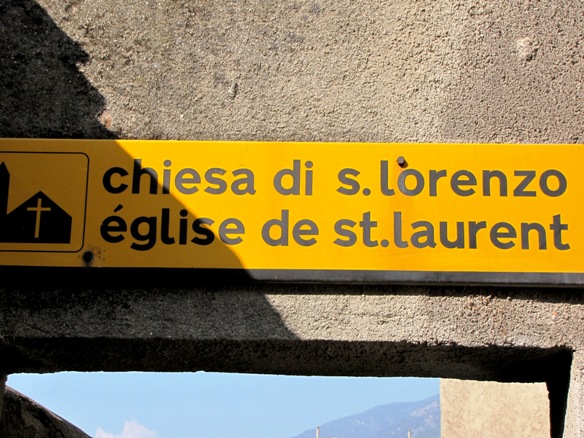 chiesa di s.lorenzo
église de st.laurent